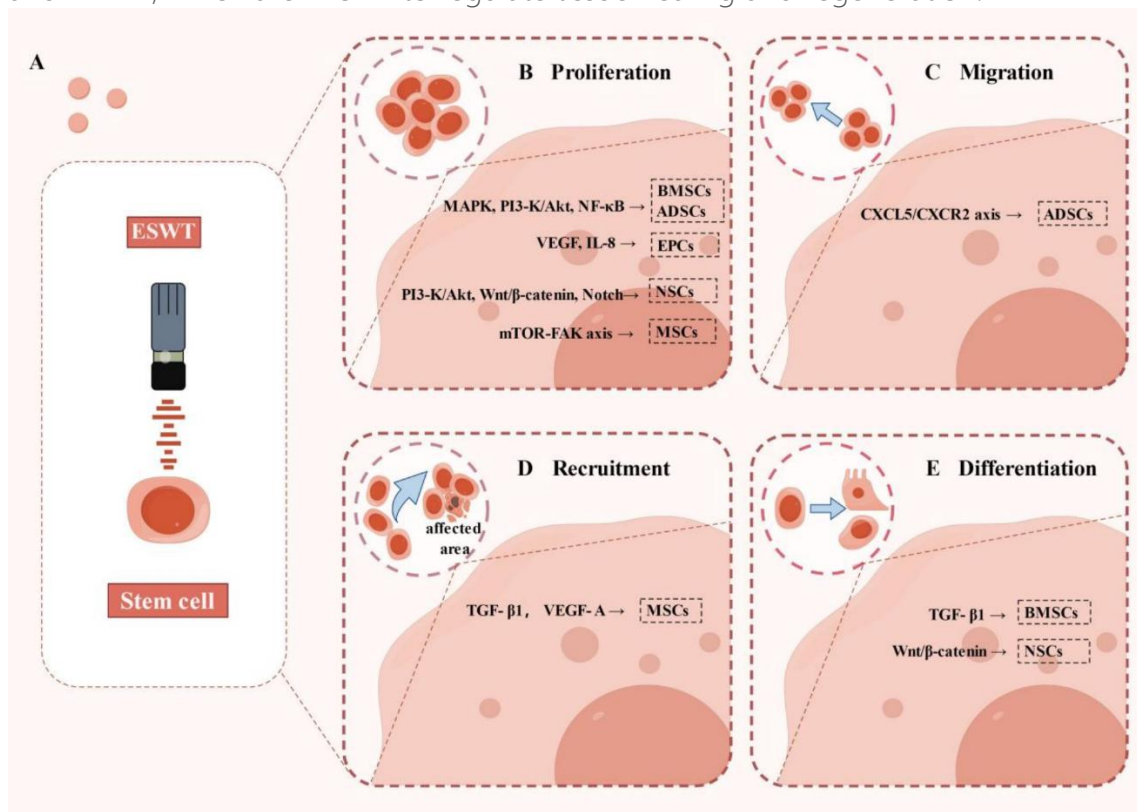 A
ESWT
Stem cell
B Proliferation
MAPK, PI3-K/Akt, NF-κB → BMSCs
ADSCs
VEGF, IL-8 → EPCs
PI3-K/Akt, Wnt/β-catenin, Notch→ NSCs
mTOR-FAK axis → MSCs
C Migration
CXCL5/CXCR2 axis → ADSCs
D Recruitment
affected
area
TGF- β1, VEGF- A → MSCs
E Differentiation
TGF- β1 → BMSCs
Wnt/β-catenin → NSCs